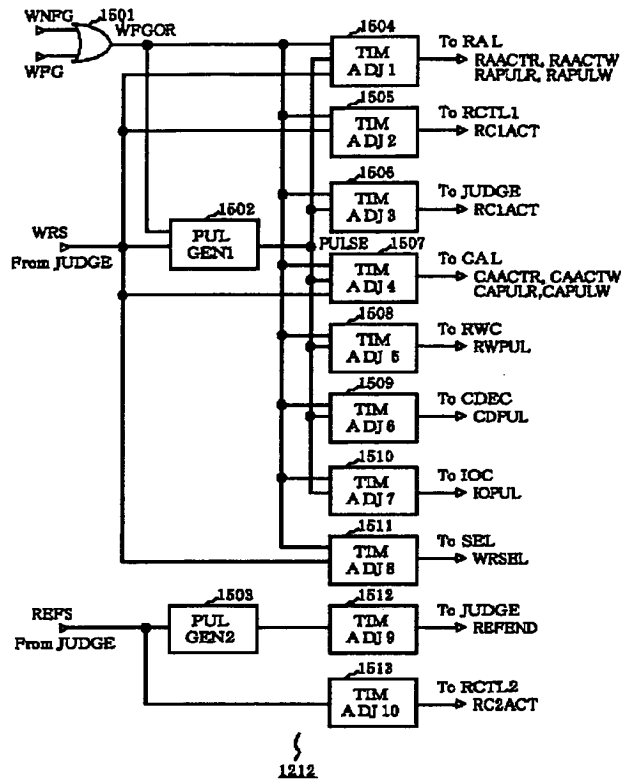 WNFG
1501
WFGOR
WPG
1504
TIM
ADJ 1
To RAL
RAACTR, RAACTW
RAPULR, RAPULW
1505
TIM
ADJ 2
To RCTL1
RC1ACT
1506
TIM
ADJ 3
To JUDGE
RC1ACT
1502
PUL
GEN1
WRS
From JUDGE
PULSE
1507
TIM
ADJ 4
To CAL
CAACTR, CAACTW
CAPULR,CAPULW
1508
TIM
ADJ 5
To RWC
RWPUL
1509
TIM
ADJ 6
To CDEC
CDPUL
1510
TIM
ADJ 7
To IOC
IOPUL
1511
TIM
ADJ 8
To SEL
WRSEL
REFS
From JUDGE
1503
PUL
GEN2
1512
TIM
ADJ 9
To JUDGE
REFEND
1513
TIM
ADJ 10
To RCTL2
RC2ACT
1212